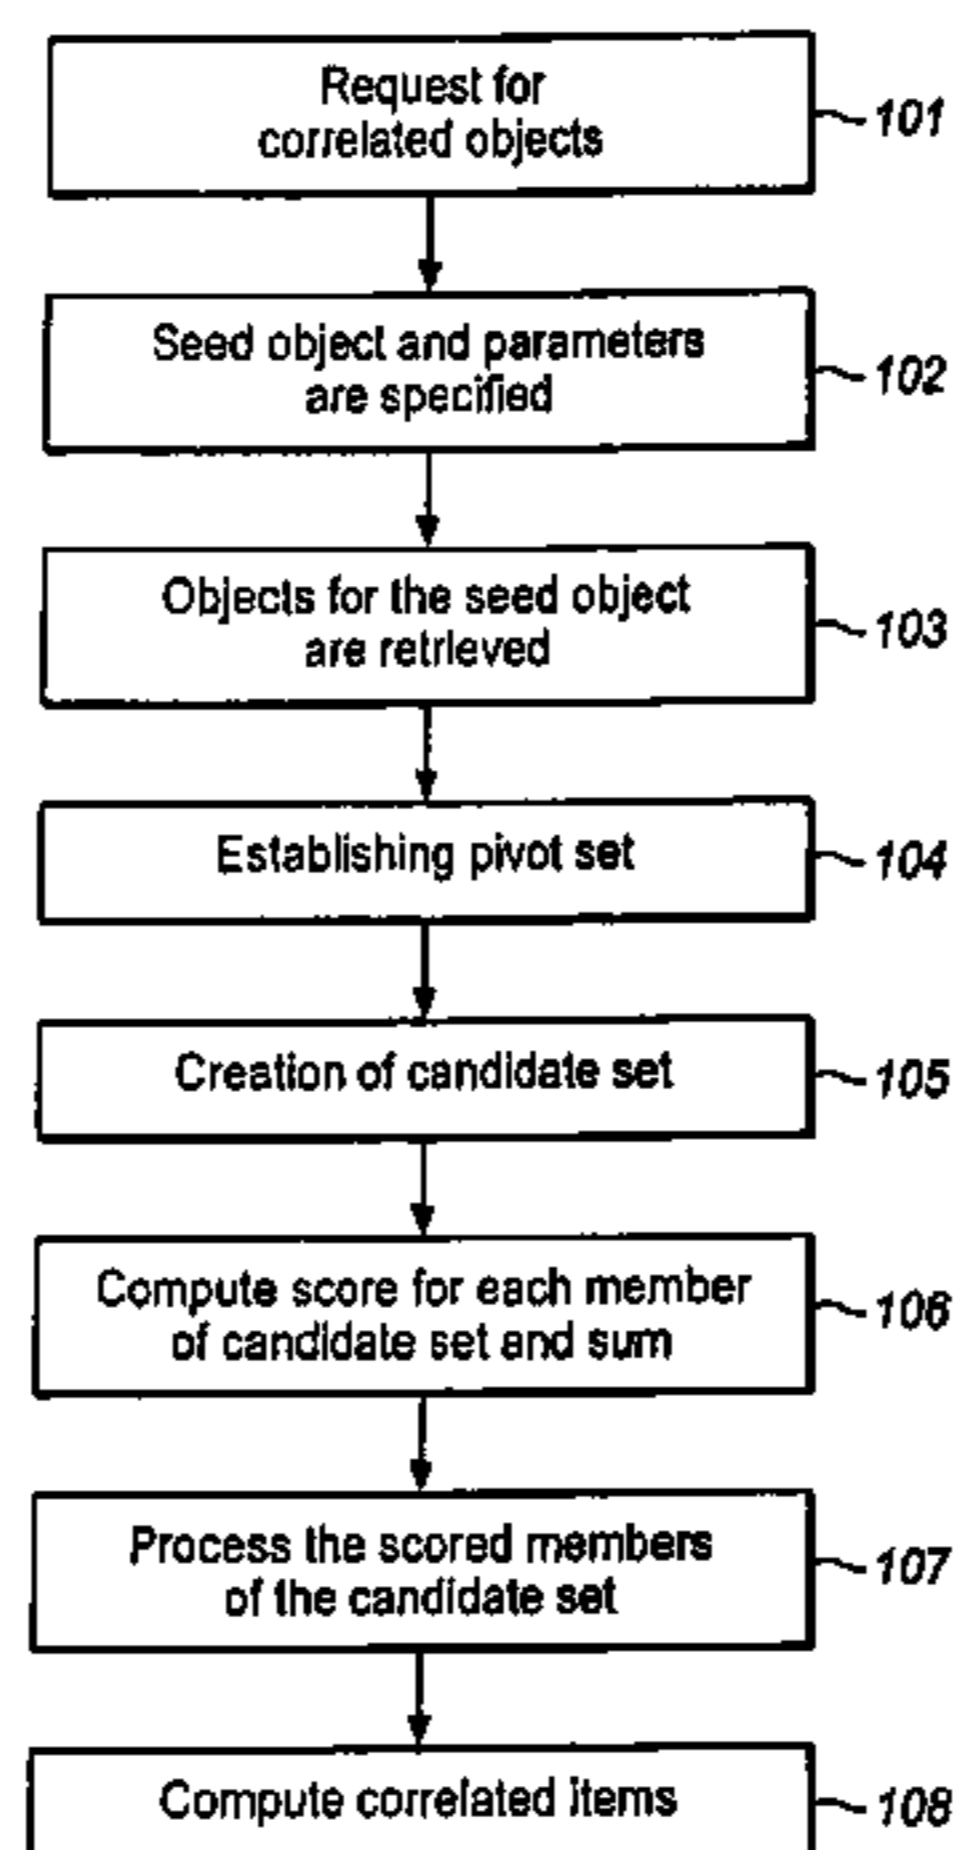 Request for
correlated objects
101
Seed object and parameters
are specified
102
Objects for the seed object
are retrieved
103
Establishing pivot set
104
Creation of candidate set
105
Compute score for each member
of candidate set and sum
106
Process the scored members
of the candidate set
107
Compute correlated items
108